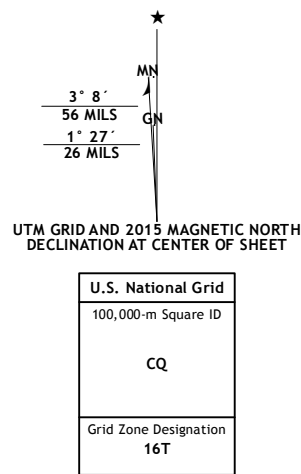 ★
MN
3° 8´
56 MILS
GN
1° 27´
26 MILS
UTM GRID AND 2015 MAGNETIC NORTH
DECLINATION AT CENTER OF SHEET
U.S. National Grid
100,000-m Square ID
CQ
Grid Zone Designation
16T